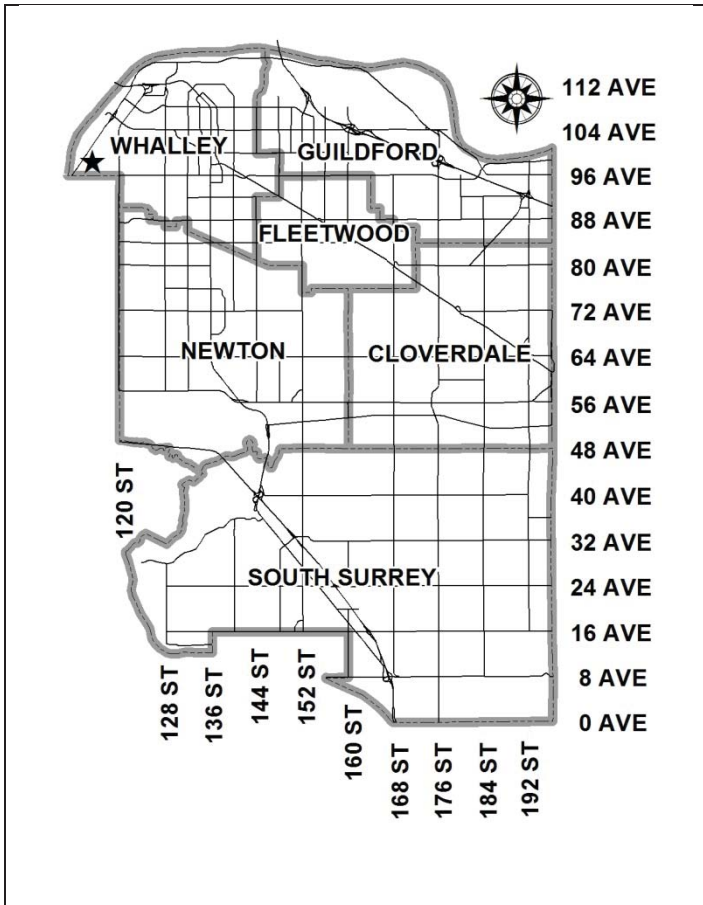 112 AVE
104 AVE
WHALLEY
GUILDFORD
96 AVE
88 AVE
FLEETWOOD
80 AVE
72 AVE
NEWTON
CLOVERDALE
64 AVE
56 AVE
48 AVE
120 ST
40 AVE
32 AVE
SOUTH SURREY
24 AVE
16 AVE
128 ST
136 ST
144 ST
152 ST
160 ST
8 AVE
0 AVE
168 ST
176 ST
184 ST
192 ST